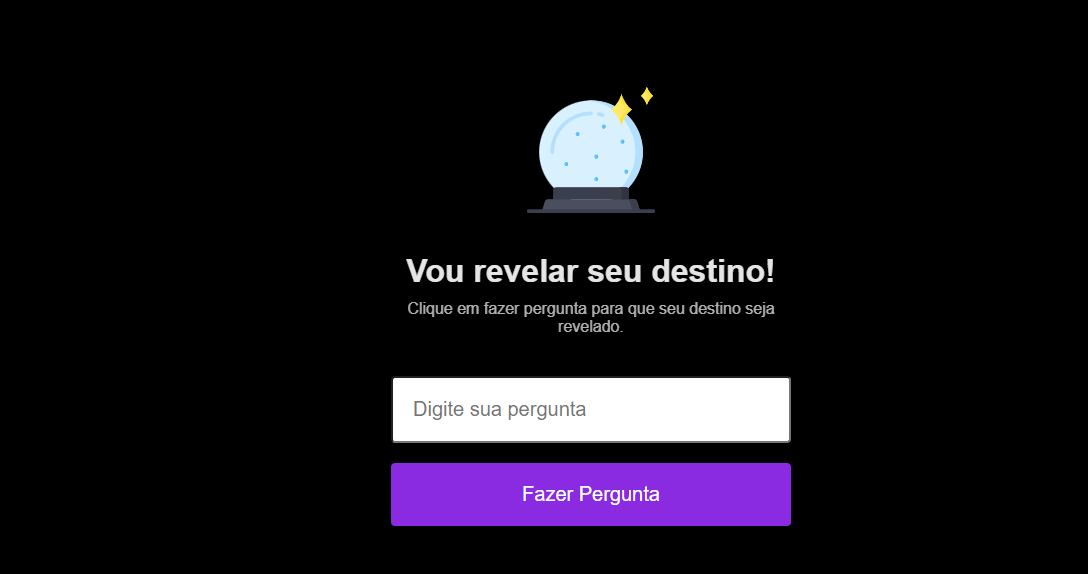 Vou revelar seu destino!
Clique em fazer pergunta para que seu destino seja
revelado.
Digite sua pergunta
Fazer Pergunta